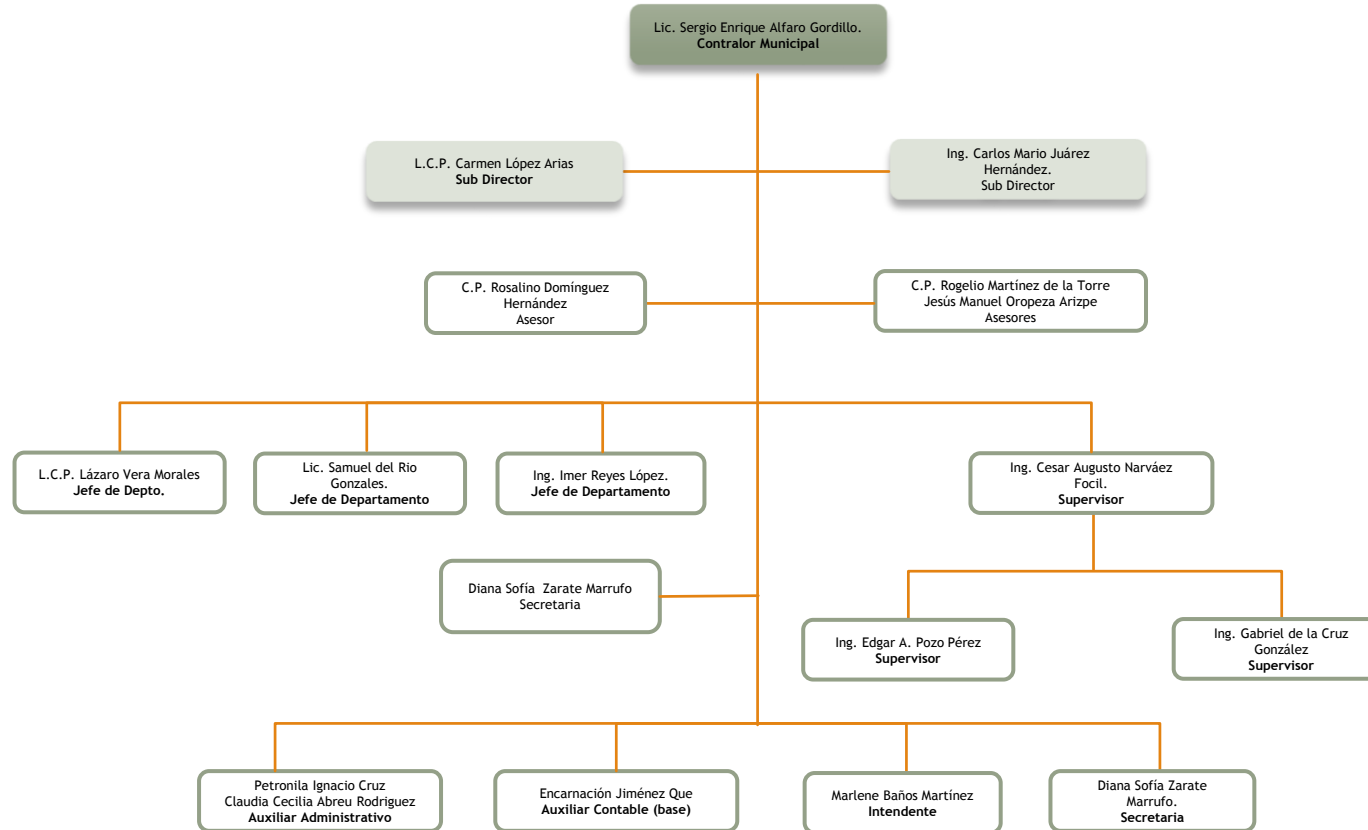 Lic. Sergio Enrique Alfaro Gordillo.
Contralor Municipal
L.C.P. Carmen López Arias
Sub Director
Ing. Carlos Mario Juárez
Hernández.
Sub Director
C.P. Rosalino Domínguez
Hernández
Asesor
C.P. Rogelio Martínez de la Torre
Jesús Manuel Oropeza Arizpe
Asesores
L.C.P. Lázaro Vera Morales
Jefe de Depto.
Lic. Samuel del Rio
Gonzales.
Jefe de Departamento
Ing. Imer Reyes López.
Jefe de Departamento
Ing. Cesar Augusto Narváez
Focil.
Supervisor
Diana Sofía  Zarate Marrufo
Secretaria
Ing. Edgar A. Pozo Pérez
Supervisor
Ing. Gabriel de la Cruz
González
Supervisor
Petronila Ignacio Cruz
Claudia Cecilia Abreu Rodriguez
Auxiliar Administrativo
Encarnación Jiménez Que
Auxiliar Contable (base)
Marlene Baños Martínez
Intendente
Diana Sofía Zarate
Marrufo.
Secretaria